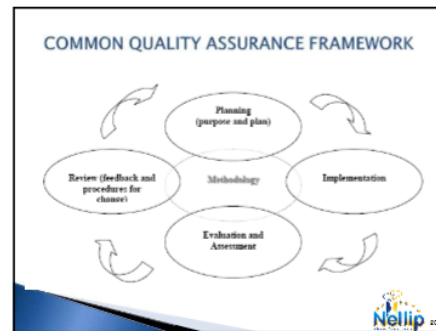 COMMON QUALITY ASSURANCE FRAMEWORK
Planning
(purpose and plan)
Review (feedback and
procedures for
change)
Methodology
Implementation
Evaluation and
Assessment
Nellip